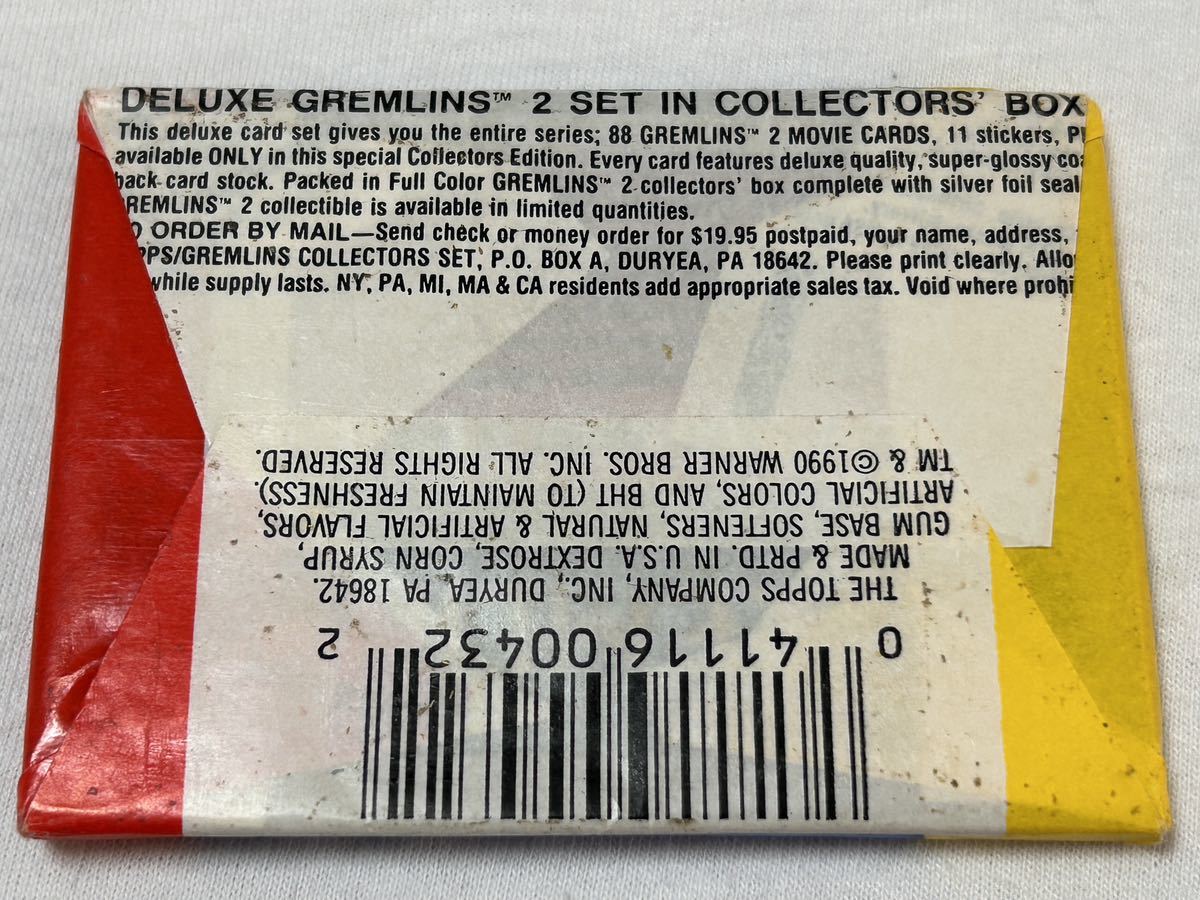 DELUXE GREMLINS™ 2 SET IN COLLECTORS' BOX
This deluxe card set gives you the entire series; 88 GREMLINS™ 2 MOVIE CARDS, 11 stickers,
available ONLY in this special Collectors Edition. Every card features deluxe quality, super-glossy
back card stock. Packed in Full Color GREMLINS™ 2 collectors' box complete with silver foil seal
REMLINS™ 2 collectible is available in limited quantities.
O ORDER BY MAIL—Send check or money order for $19.95 postpaid, your name, address,
PPS/GREMLINS COLLECTORS SET, P.O. BOX A, DURYEA, PA 18642. Please print clearly.
while supply lasts. NY, PA, MI, MA & CA residents add appropriate sales tax. Void where
0 41116 00432 2
THE TOPPS COMPANY, INC., DURYEA, PA 18642.
MADE & PRTD. IN U.S.A. DEXTROSE, CORN SYRUP,
GUM BASE, SOFTENERS, NATURAL & ARTIFICIAL FLAVORS,
ARTIFICIAL COLORS, AND BHT (TO MAINTAIN FRESHNESS).
TM & ©1990 WARNER BROS. INC. ALL RIGHTS RESERVED.